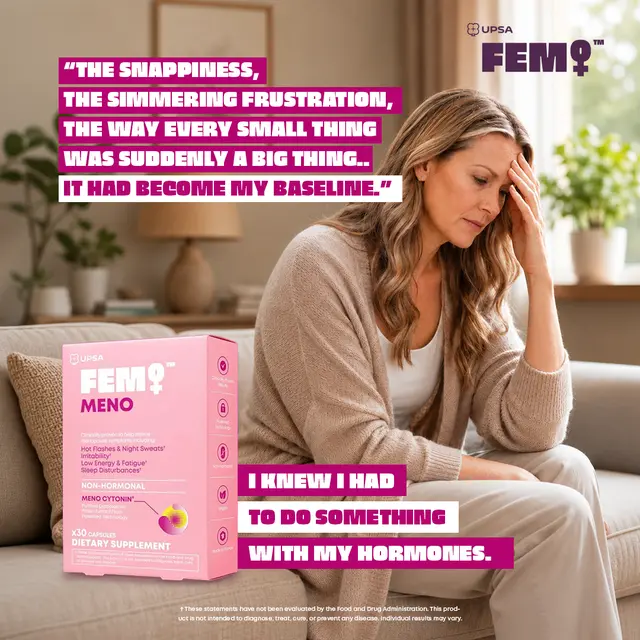 UPSA
FEM
™
“THE SNAPPINESS,
THE SIMMERING FRUSTRATION,
THE WAY EVERY SMALL THING
WAS SUDDENLY A BIG THING..
IT HAD BECOME MY BASELINE.”
UPSA
FEM
™
MENO
Hot Flashes & Night Sweats†
Irritability†
Low Energy & Fatigue†
Sleep Disturbances†
NON-HORMONAL
MENO CYTONIN®
x30 CAPSULES
DIETARY SUPPLEMENT
I KNEW I HAD
TO DO SOMETHING
WITH MY HORMONES.
† These statements have not been evaluated by the Food and Drug Administration. This prod-
uct is not intended to diagnose, treat, cure, or prevent any disease. Individual results may vary.